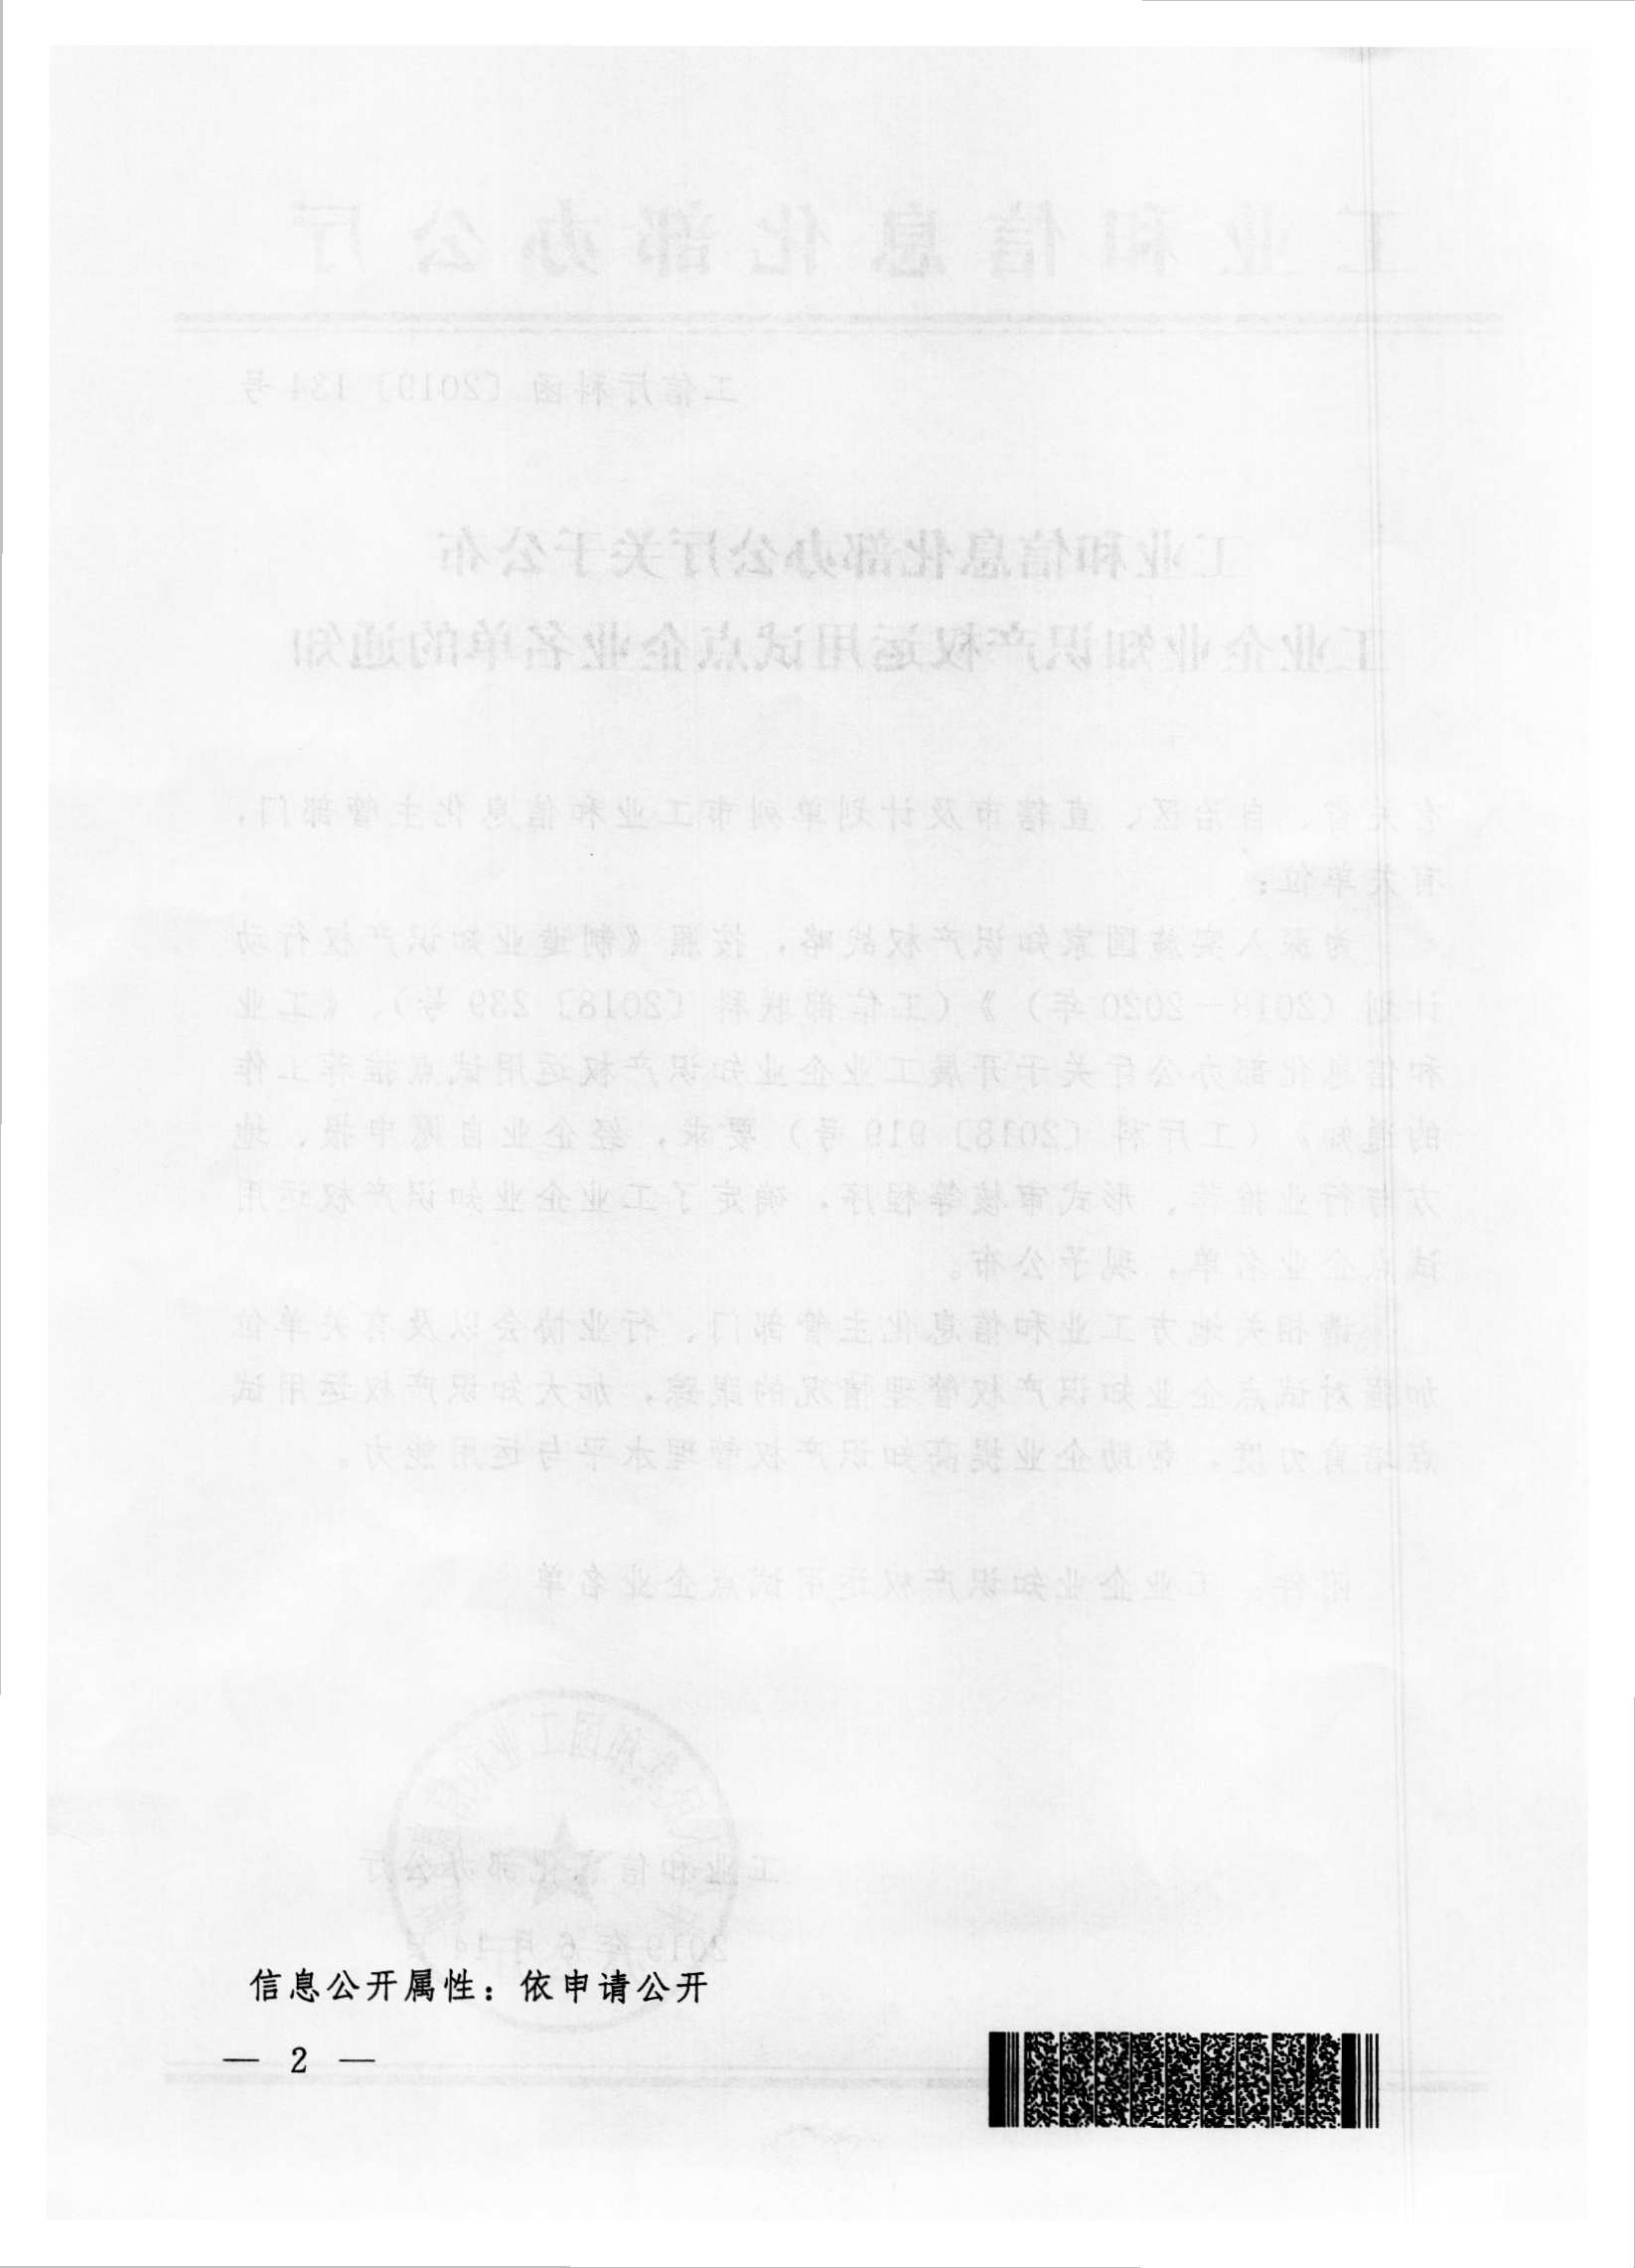 工业和信息化部办公厅
工信厅科函〔2019〕134号
工业和信息化部办公厅关于公布
工业企业知识产权运用试点企业名单的通知
有关省、自治区、直辖市及计划单列市工业和信息化主管部门,
有关单位:
为深入实施国家知识产权战略,按照《制造业知识产权行动
计划(2018—2020年)》(工信部联科〔2018〕239号)、《工业
和信息化部办公厅关于开展工业企业知识产权运用试点推荐工作
的通知》(工厅科〔2018〕919号)要求,经企业自愿申报、地
方与行业推荐、形式审核等程序,确定了工业企业知识产权运用
试点企业名单,现予公布。
请相关地方工业和信息化主管部门、行业协会以及有关单位
加强对试点企业知识产权管理情况的跟踪,加大知识产权运用试
点培育力度,帮助企业提高知识产权管理水平与运用能力。
附件:工业企业知识产权运用试点企业名单
工业和信息化部办公厅
2019年6月
信息公开属性:依申请公开
— 2 —